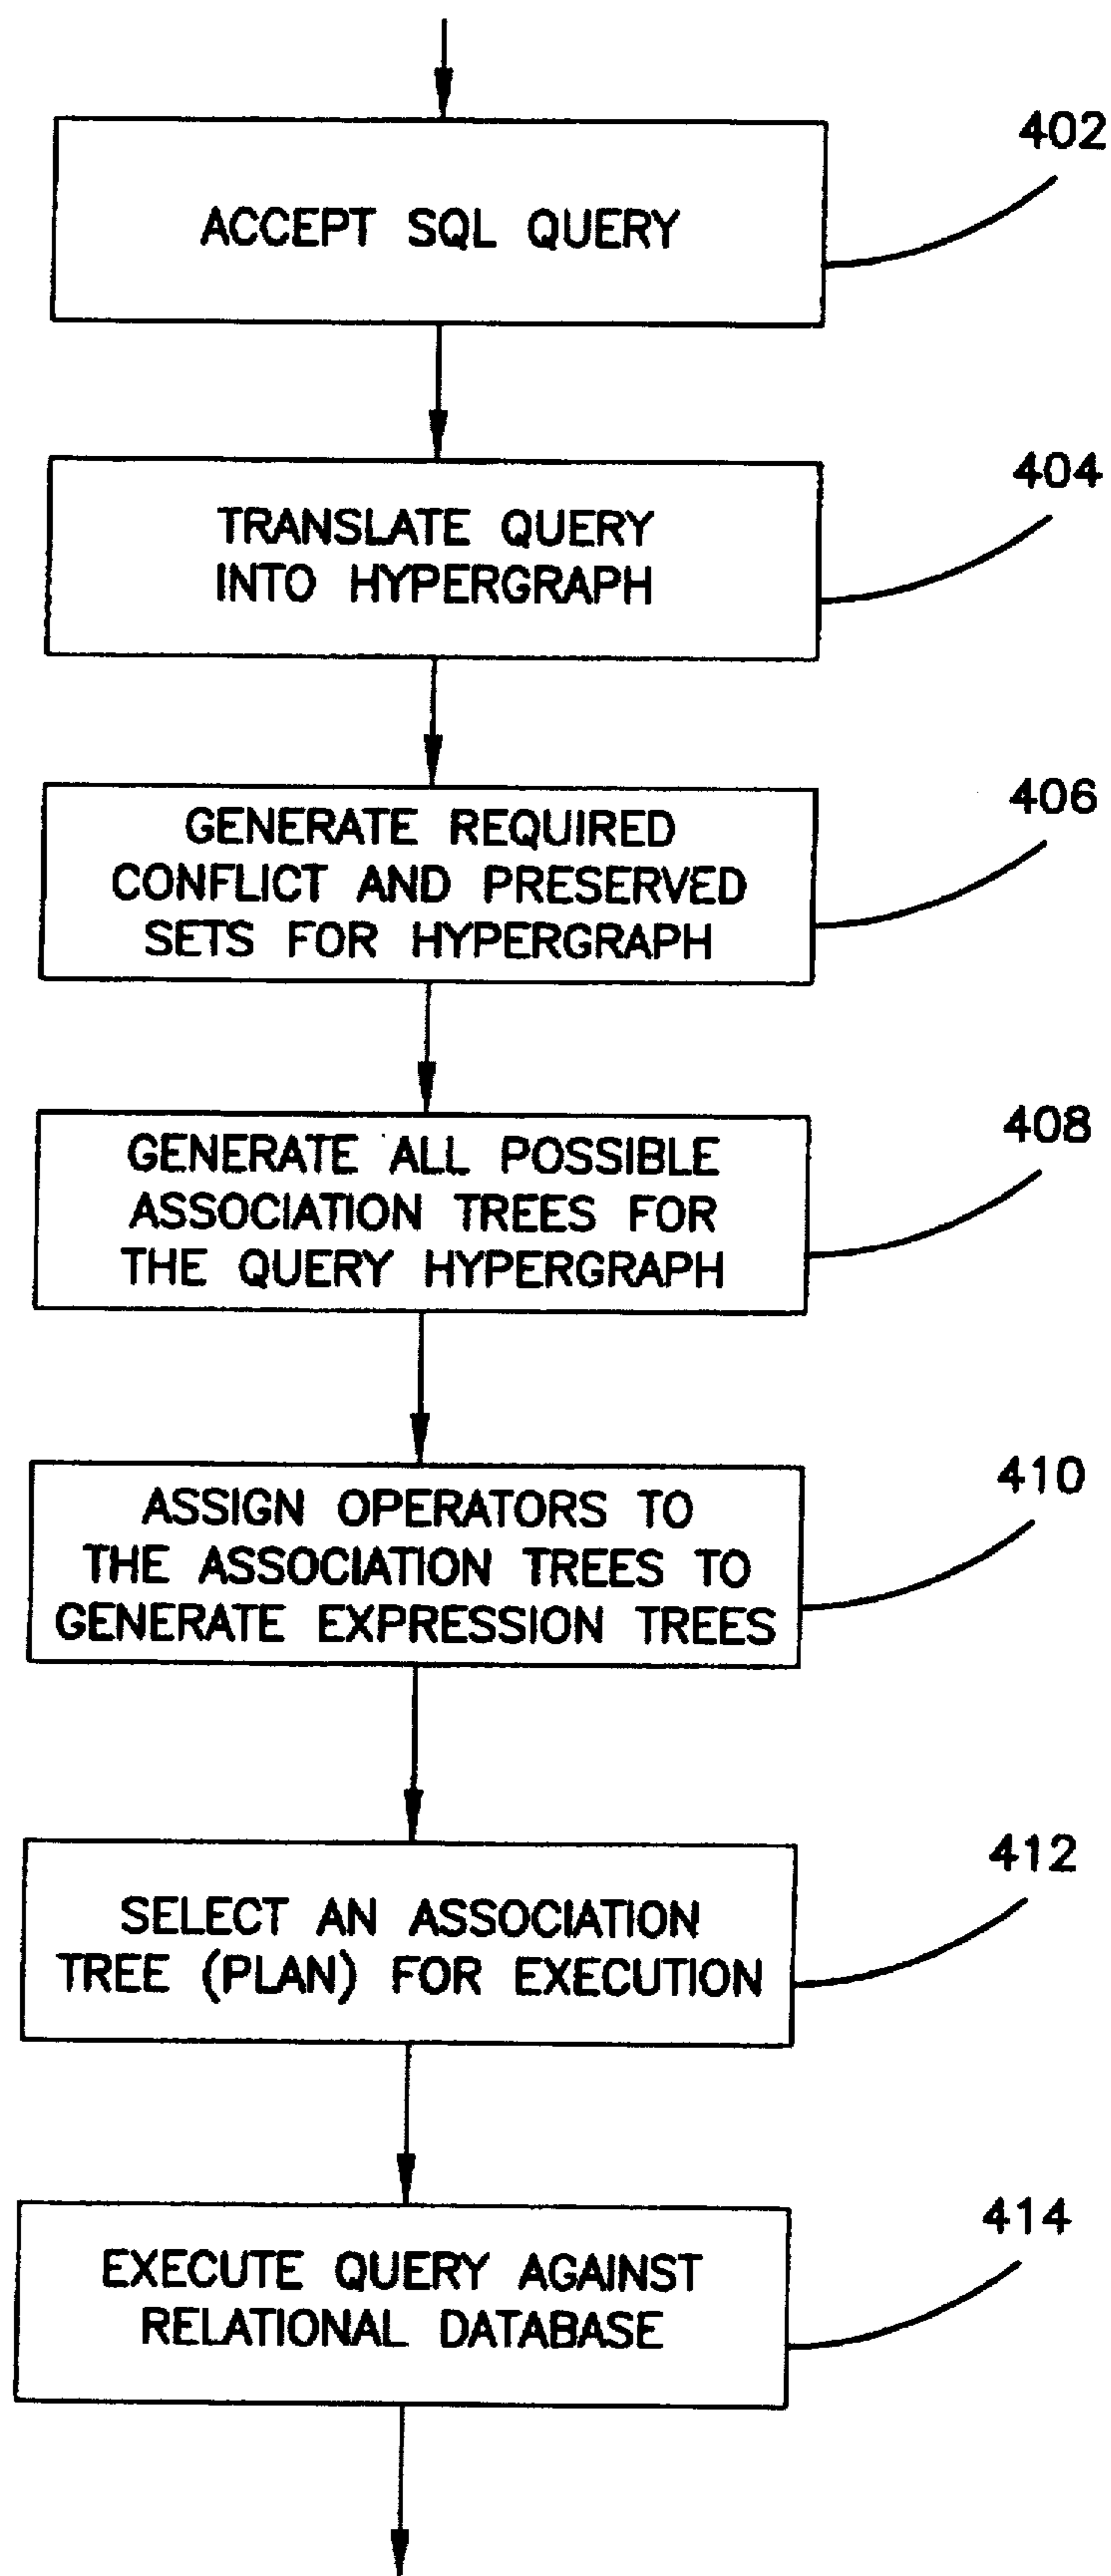 402
ACCEPT SQL QUERY
404
TRANSLATE QUERY
INTO HYPERGRAPH
406
GENERATE REQUIRED
CONFLICT AND PRESERVED
SETS FOR HYPERGRAPH
408
GENERATE ALL POSSIBLE
ASSOCIATION TREES FOR
THE QUERY HYPERGRAPH
410
ASSIGN OPERATORS TO
THE ASSOCIATION TREES TO
GENERATE EXPRESSION TREES
412
SELECT AN ASSOCIATION
TREE (PLAN) FOR EXECUTION
414
EXECUTE QUERY AGAINST
RELATIONAL DATABASE